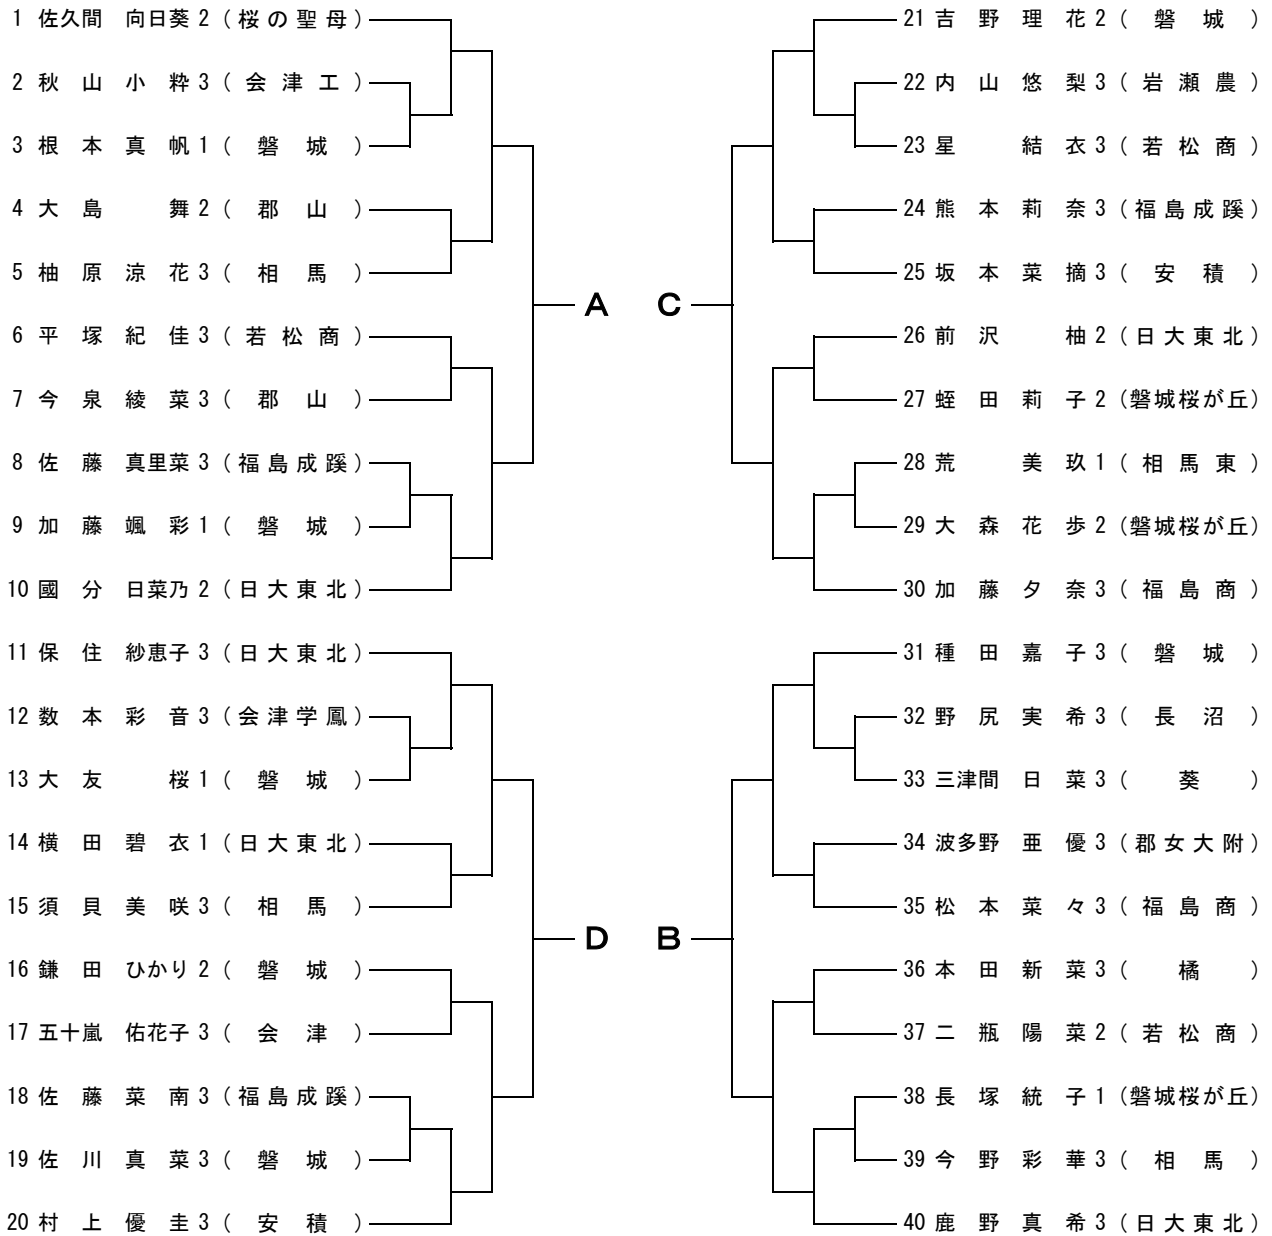 1 佐久間 向日葵 2 (桜の聖母)
2 秋山 小粋 3 (会津工)
3 根本 真帆 1 (磐城)
4 大島 舞 2 (郡山)
5 柚原 涼花 3 (相馬)
A
6 平塚 紀佳 3 (若松商)
7 今泉 綾菜 3 (郡山)
8 佐藤 真里菜 3 (福島成蹊)
9 加藤 颯彩 1 (磐城)
10 國分 日菜乃 2 (日大東北)
11 保住 紗恵子 3 (日大東北)
12 数本 彩音 3 (会津学鳳)
13 大友 桜 1 (磐城)
14 横田 碧衣 1 (日大東北)
15 須貝 美咲 3 (相馬)
D
16 鎌田 ひかり 2 (磐城)
17 五十嵐 佑花子 3 (会津)
18 佐藤 菜南 3 (福島成蹊)
19 佐川 真菜 3 (磐城)
20 村上 優圭 3 (安積)
21 吉野 理花 2 (磐城)
22 内山 悠梨 3 (岩瀬農)
23 星 結衣 3 (若松商)
24 熊本 莉奈 3 (福島成蹊)
25 坂本 菜摘 3 (安積)
C
26 前沢 柚 2 (日大東北)
27 蛭田 莉子 2 (磐城桜が丘)
28 荒 美玖 1 (相馬東)
29 大森 花歩 2 (磐城桜が丘)
30 加藤 夕奈 3 (福島商)
31 種田 嘉子 3 (磐城)
32 野尻 実希 3 (長沼)
33 三津間 日菜 3 (葵)
34 波多野 亜優 3 (郡女大附)
35 松本 菜々 3 (福島商)
B
36 本田 新菜 3 (橘)
37 二瓶 陽菜 2 (若松商)
38 長塚 統子 1 (磐城桜が丘)
39 今野 彩華 3 (相馬)
40 鹿野 真希 3 (日大東北)